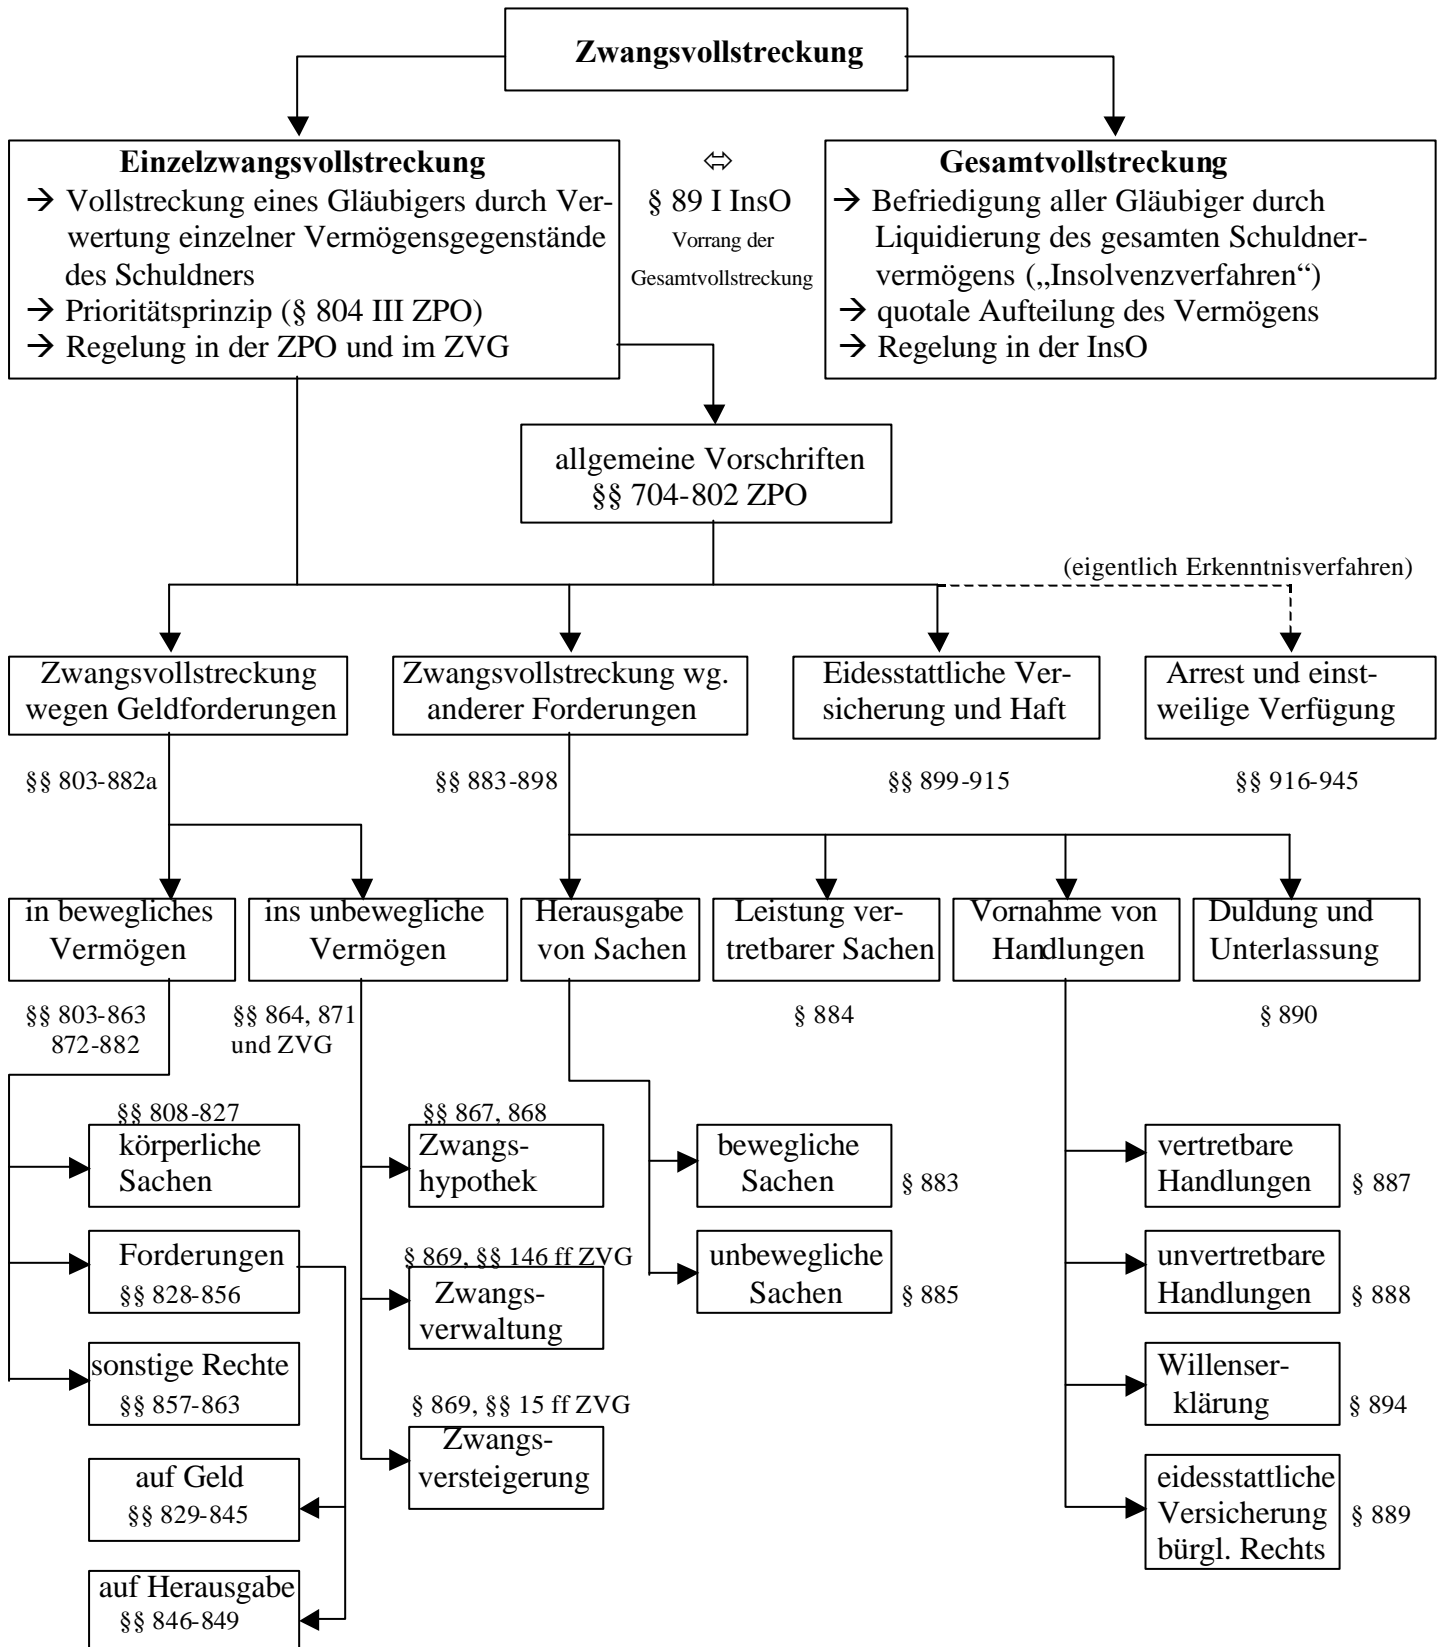 Zwangsvollstreckung
Einzelzwangsvollstreckung
→ Vollstreckung eines Gläubigers durch Ver-
wertung einzelner Vermögensgegenstände
des Schuldners
→ Prioritätsprinzip (§ 804 III ZPO)
→ Regelung in der ZPO und im ZVG
⇔
§ 89 I InsO
Vorrang der
Gesamtvollstreckung
Gesamtvollstreckung
→ Befriedigung aller Gläubiger durch
Liquidierung des gesamten Schuldner-
vermögens („Insolvenzverfahren“)
→ quotale Aufteilung des Vermögens
→ Regelung in der InsO
allgemeine Vorschriften
§§ 704-802 ZPO
(eigentlich Erkenntnisverfahren)
Zwangsvollstreckung
wegen Geldforderungen
§§ 803-882a
Zwangsvollstreckung wg.
anderer Forderungen
§§ 883-898
Eidesstattliche Ver-
sicherung und Haft
§§ 899-915
Arrest und einst-
weilige Verfügung
§§ 916-945
in bewegliches
Vermögen
§§ 803-863
872-882
ins unbewegliche
Vermögen
§§ 864, 871
und ZVG
Herausgabe
von Sachen
Leistung ver-
tretbarer Sachen
§ 884
Vornahme von
Handlungen
Duldung und
Unterlassung
§ 890
§§ 808-827
körperliche
Sachen
Forderungen
§§ 828-856
sonstige Rechte
§§ 857-863
auf Geld
§§ 829-845
auf Herausgabe
§§ 846-849
§§ 867, 868
Zwangs-
hypothek
§ 869, §§ 146 ff ZVG
Zwangs-
verwaltung
§ 869, §§ 15 ff ZVG
Zwangs-
versteigerung
bewegliche
Sachen
§ 883
unbewegliche
Sachen
§ 885
vertretbare
Handlungen
§ 887
unvertretbare
Handlungen
§ 888
Willenser-
klärung
§ 894
eidesstattliche
Versicherung
bürgl. Rechts
§ 889